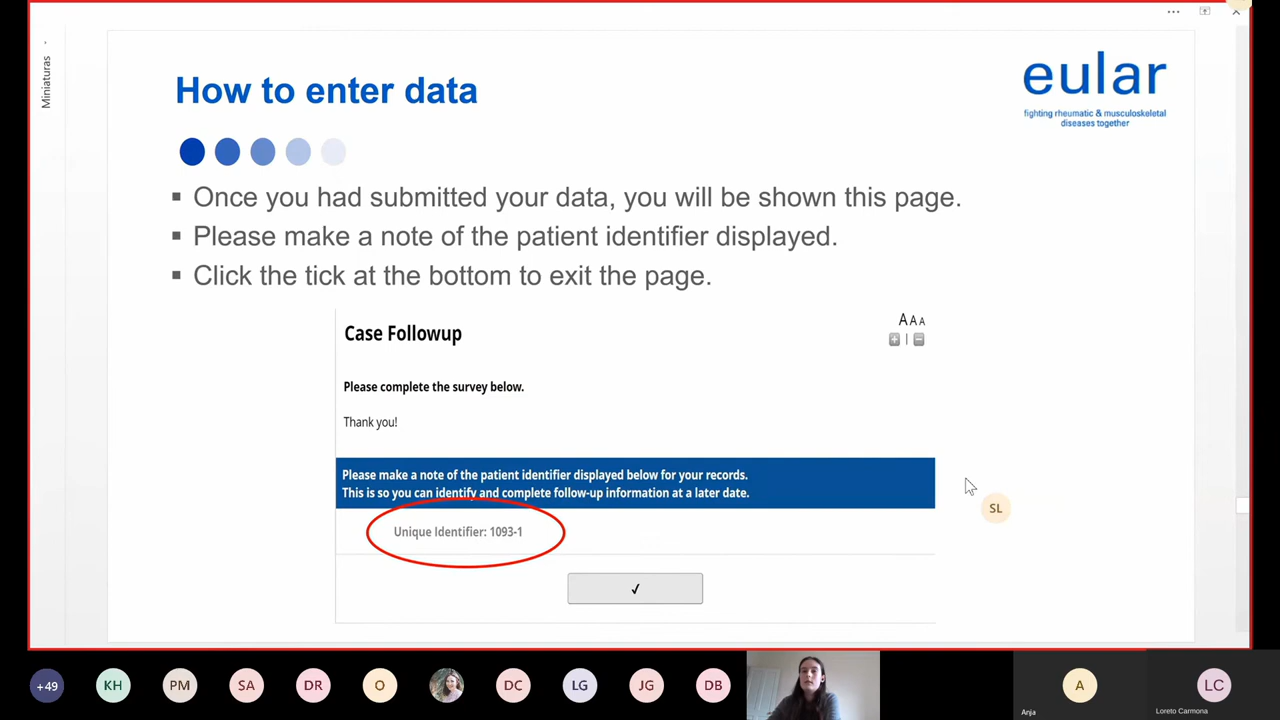 Miniaturas
How to enter data
eular
fighting rheumatic & musculoskeletal
diseases together
Once you had submitted your data, you will be shown this page.
Please make a note of the patient identifier displayed.
Click the tick at the bottom to exit the page.
Case Followup
AAA
Please complete the survey below.
Thank you!
Please make a note of the patient identifier displayed below for your records.
This is so you can identify and complete follow-up information at a later date.
Unique Identifier: 1093-1
SL
+49
KH
PM
SA
DR
O
DC
LG
JG
DB
A
LC
Anja
Loreto Carmona